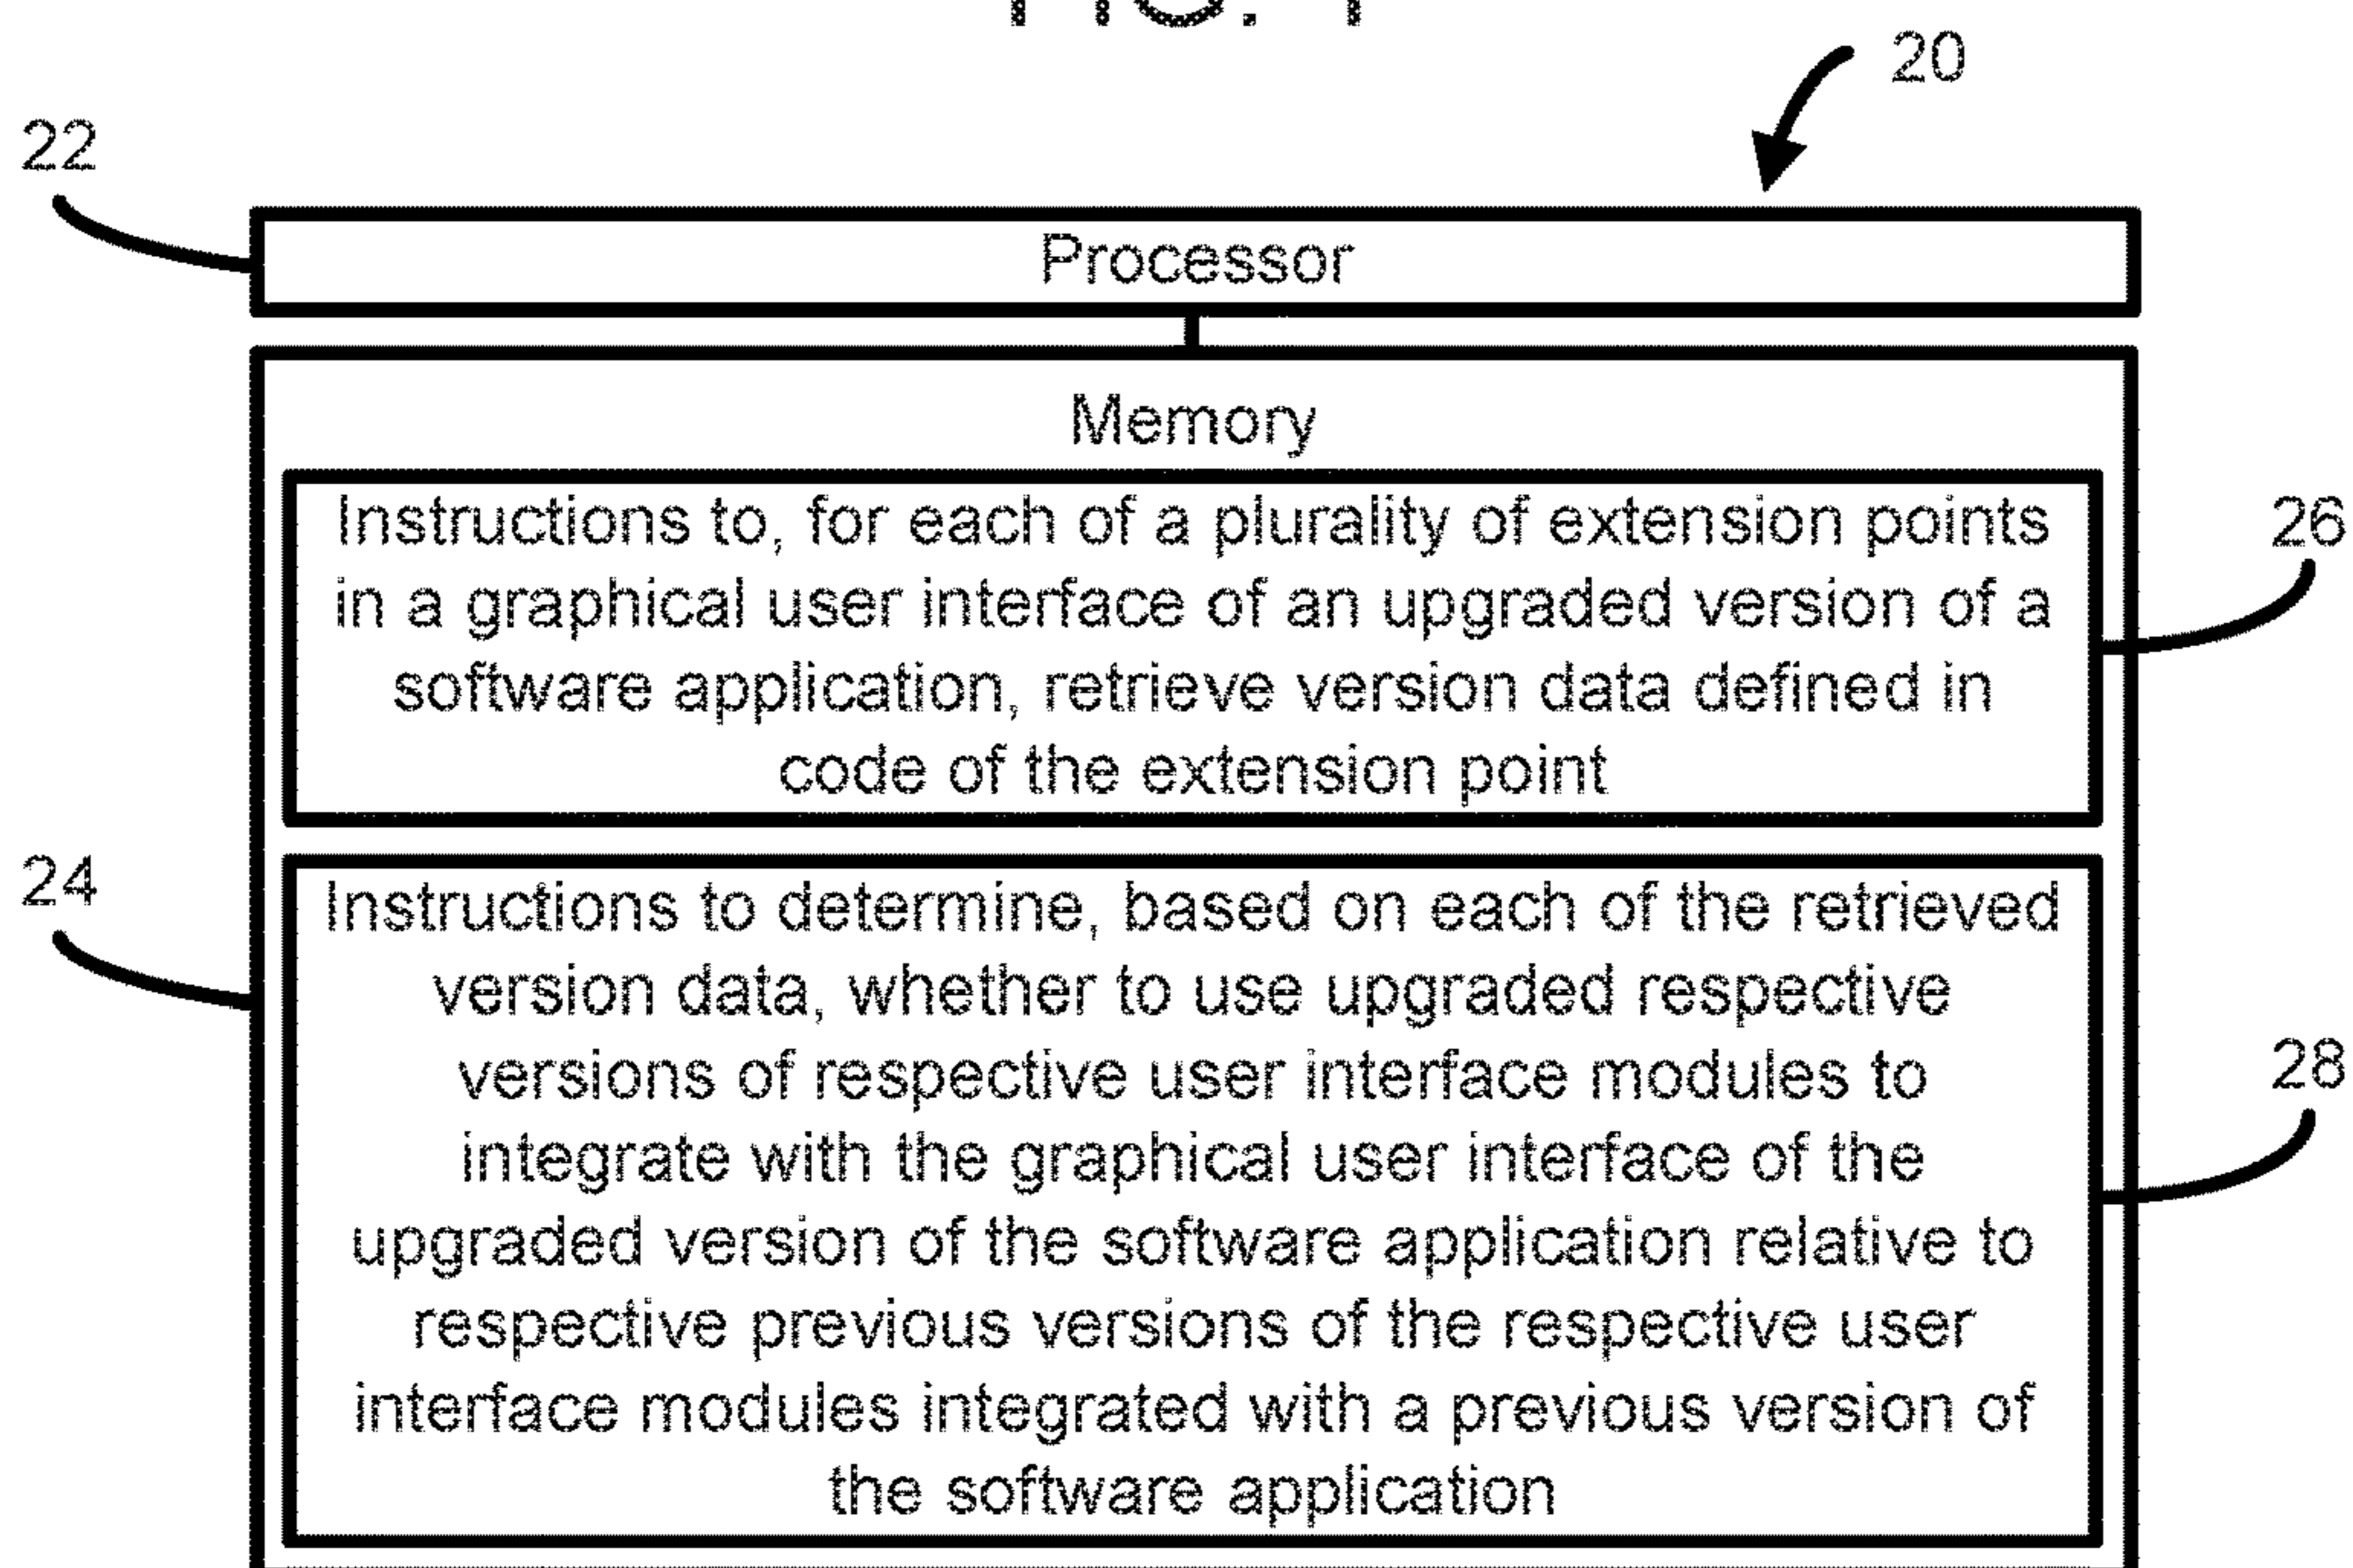 FIG. 1
20
22
Processor
Memory
Instructions to, for each of a plurality of extension points
in a graphical user interface of an upgraded version of a
software application, retrieve version data defined in
code of the extension point
26
24
Instructions to determine, based on each of the retrieved
version data, whether to use upgraded respective
versions of respective user interface modules to
integrate with the graphical user interface of the
upgraded version of the software application relative to
respective previous versions of the respective user
interface modules integrated with a previous version of
the software application
28